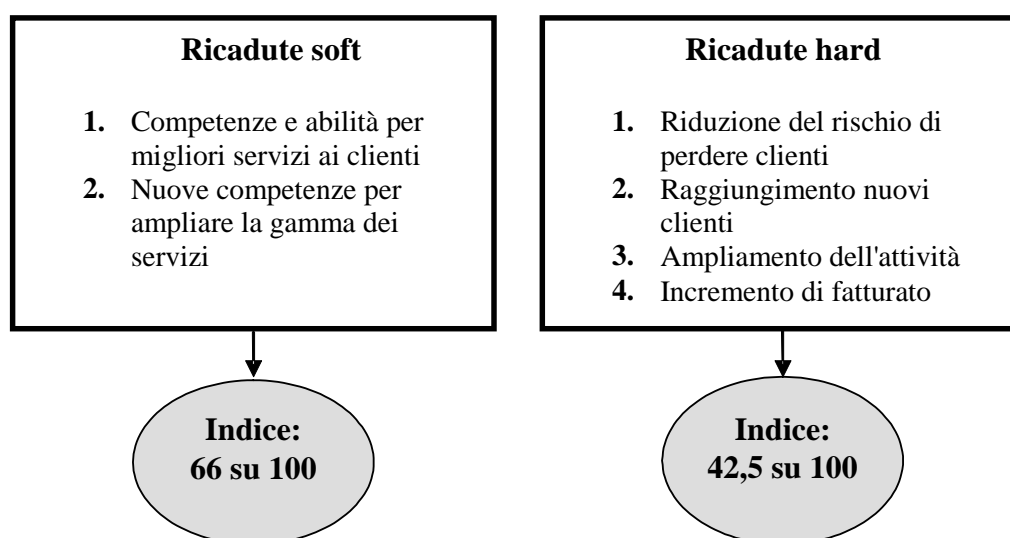 Ricadute soft
1. Competenze e abilità per
migliori servizi ai clienti
2. Nuove competenze per
ampliare la gamma dei
servizi
Indice:
66 su 100
Ricadute hard
1. Riduzione del rischio di
perdere clienti
2. Raggiungimento nuovi
clienti
3. Ampliamento dell'attività
4. Incremento di fatturato
Indice:
42,5 su 100